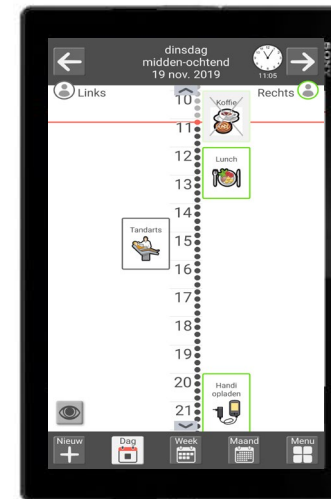 SONY
dinsdag
midden-ochtend
19 nov. 2019
11:05
Links
Rechts
10
Koffie
11
12
Lunch
13
14
Tandarts
15
16
17
18
19
20
Handi
opladen
21
Nieuw
Dag
Week
Maand
Menu